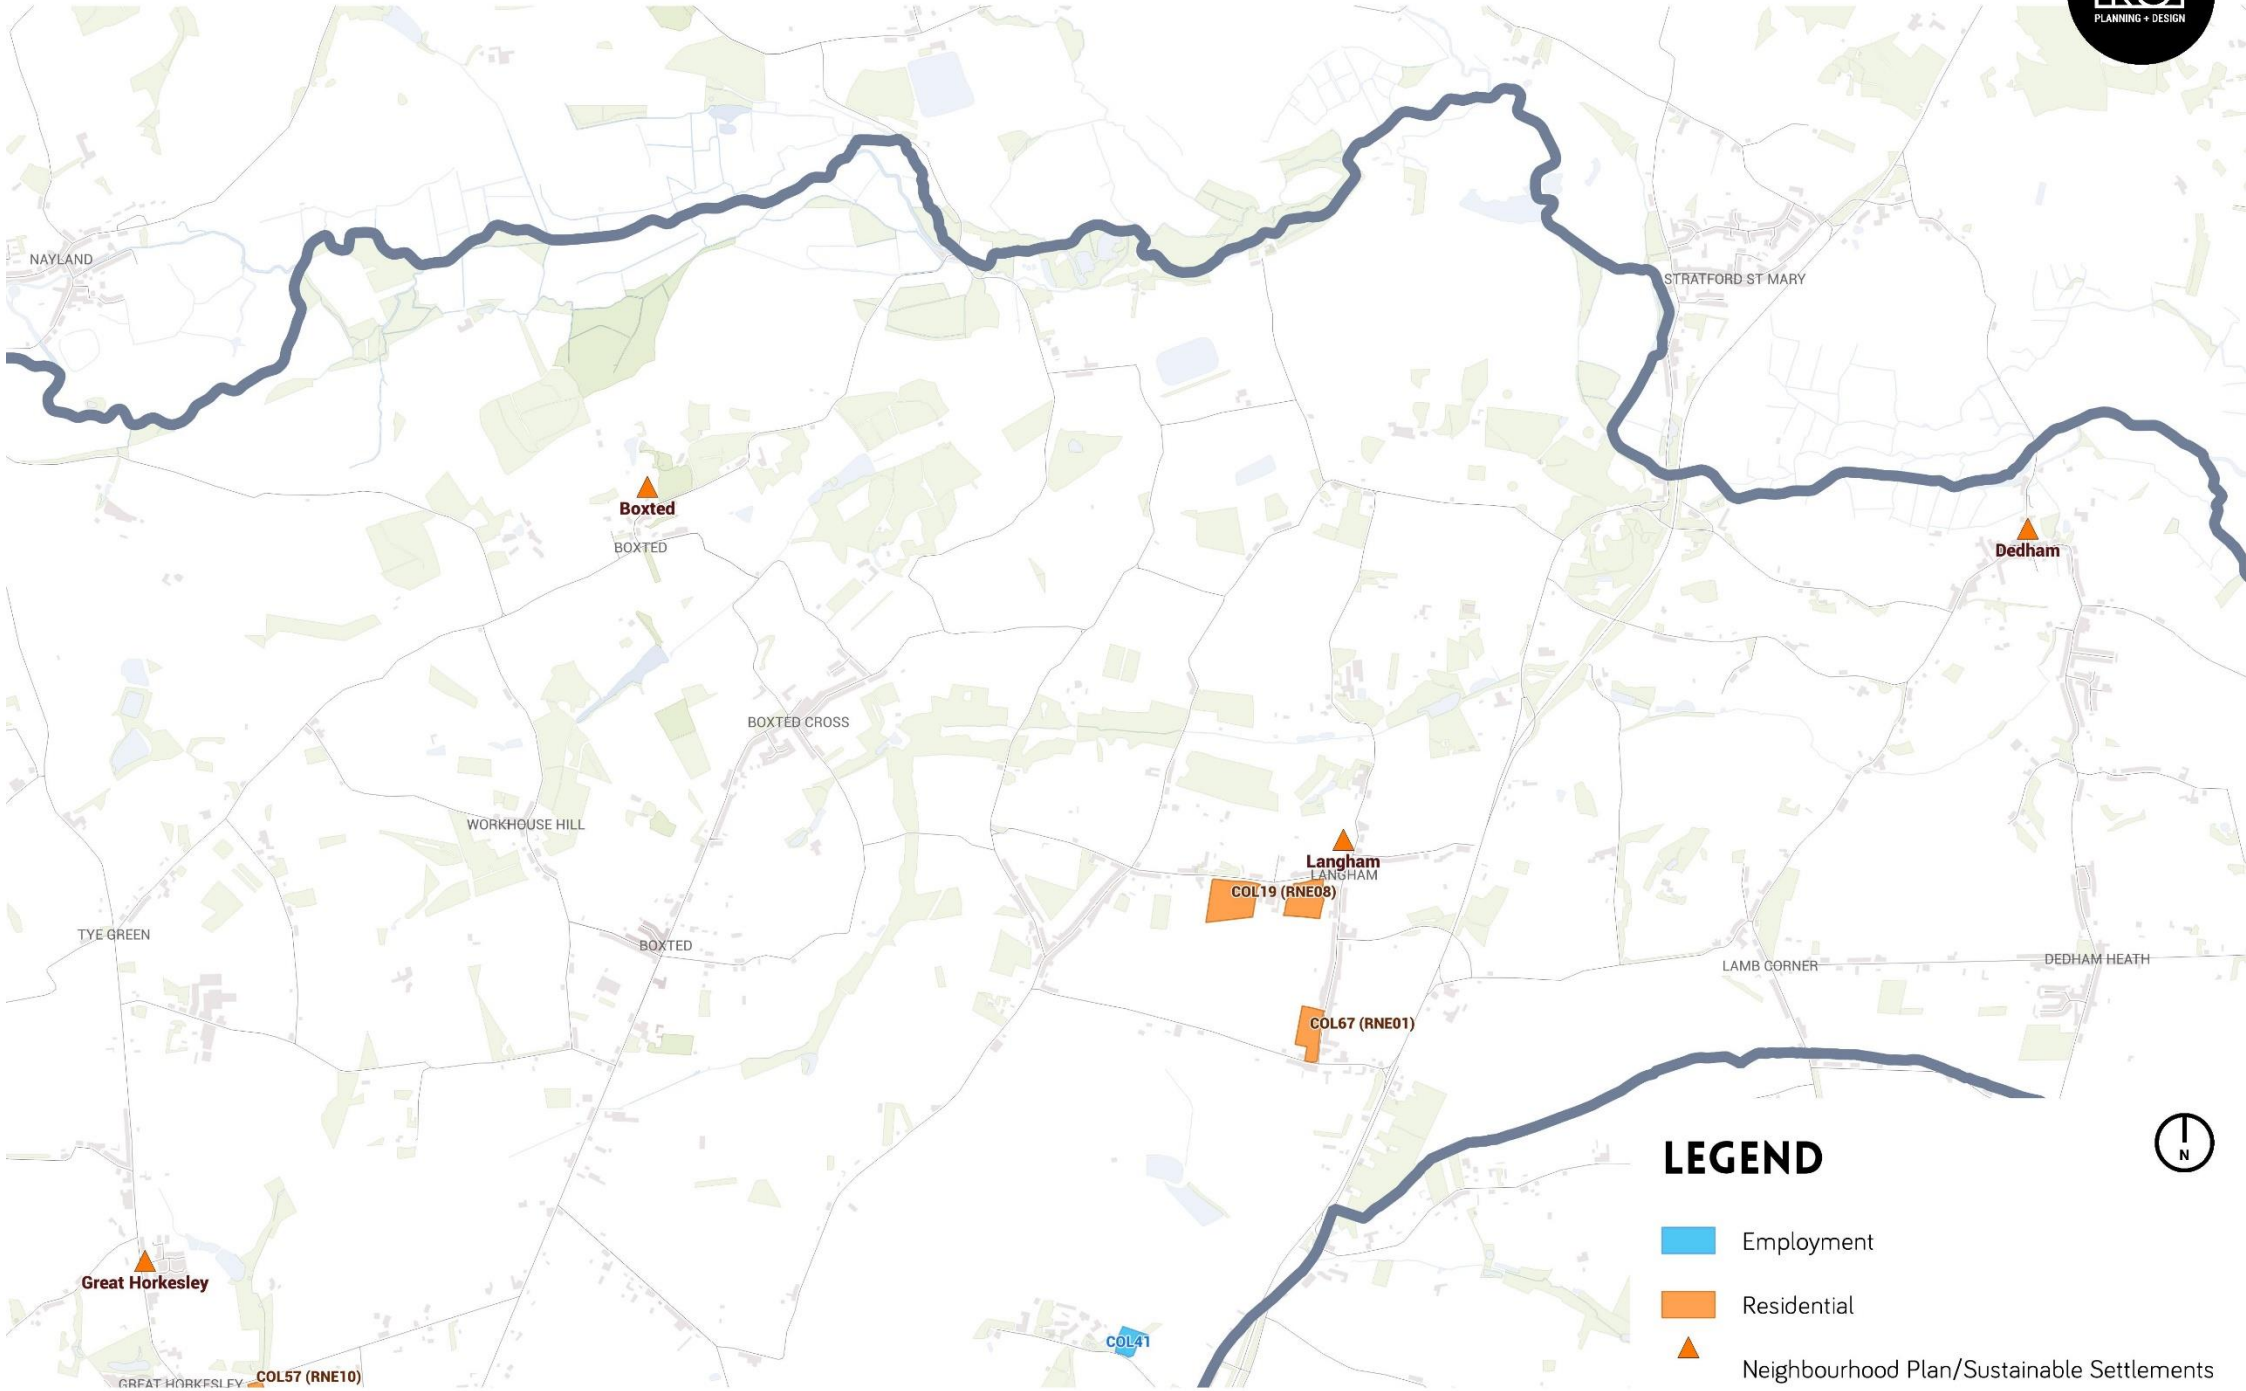 PLANNING + DESIGN
NAYLAND
STRATFORD ST MARY
Boxted
BOXTED
Dedham
BOXTED CROSS
WORKHOUSE HILL
Langham
LANGHAM
COL19 (RNE08)
TYE GREEN
BOXTED
LAMB CORNER
DEDHAM HEATH
COL67 (RNE01)
LEGEND
N
Employment
Great Horkesley
Residential
COL41
Neighbourhood Plan/Sustainable Settlements
COL57 (RNE10)
GREAT HORKESLEY